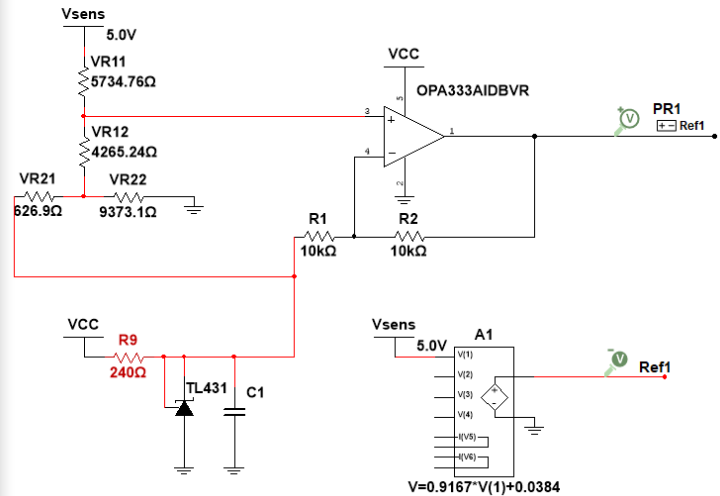 Vsens
5.0V
VR11
5734.76Ω
VR12
4265.24Ω
VR21
626.9Ω
VR22
9373.1Ω
VCC
OPA333AIDBVR
3
5
1
4
2
+
−
V
PR1
+ - Ref1
R1
10kΩ
R2
10kΩ
VCC
R9
240Ω
TL431
C1
Vsens
5.0V
A1
V(1)
V(2)
V(3)
V(4)
I(V5)
I(V6)
+
-
V
Ref1
V=0.9167*V(1)+0.0384